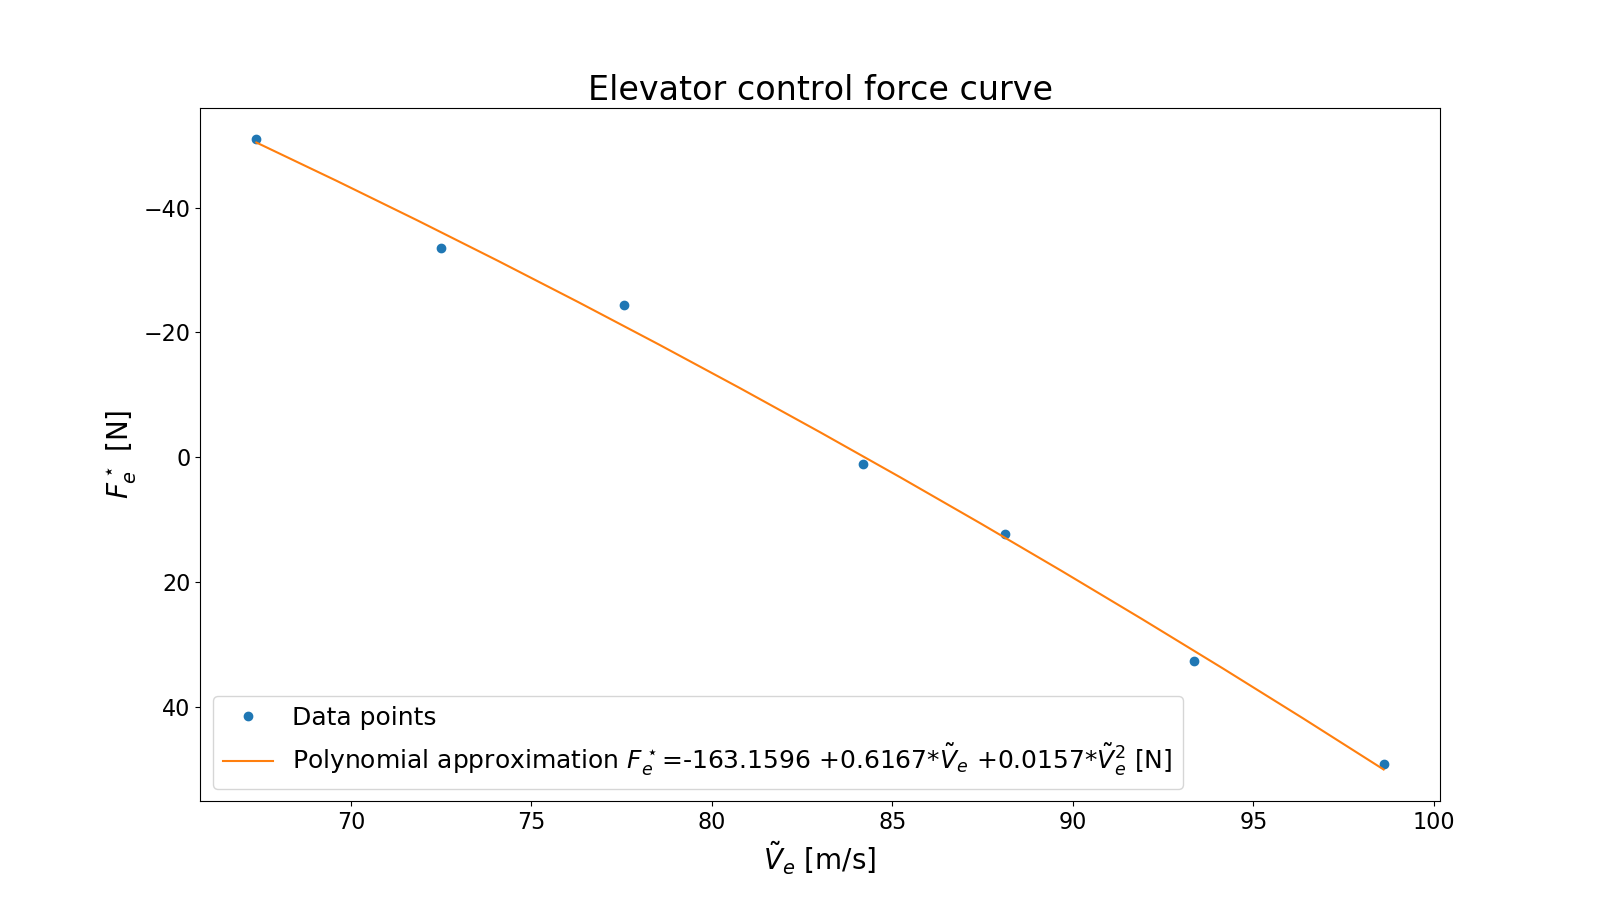 Elevator control force curve
−40
−20
0
20
40
F_e^⋆ [N]
Data points
Polynomial approximation F_e^⋆=-163.1596 +0.6167*Ṽ_e +0.0157*Ṽ_e^2 [N]
70 75 80 85 90 95 100
Ṽ_e [m/s]